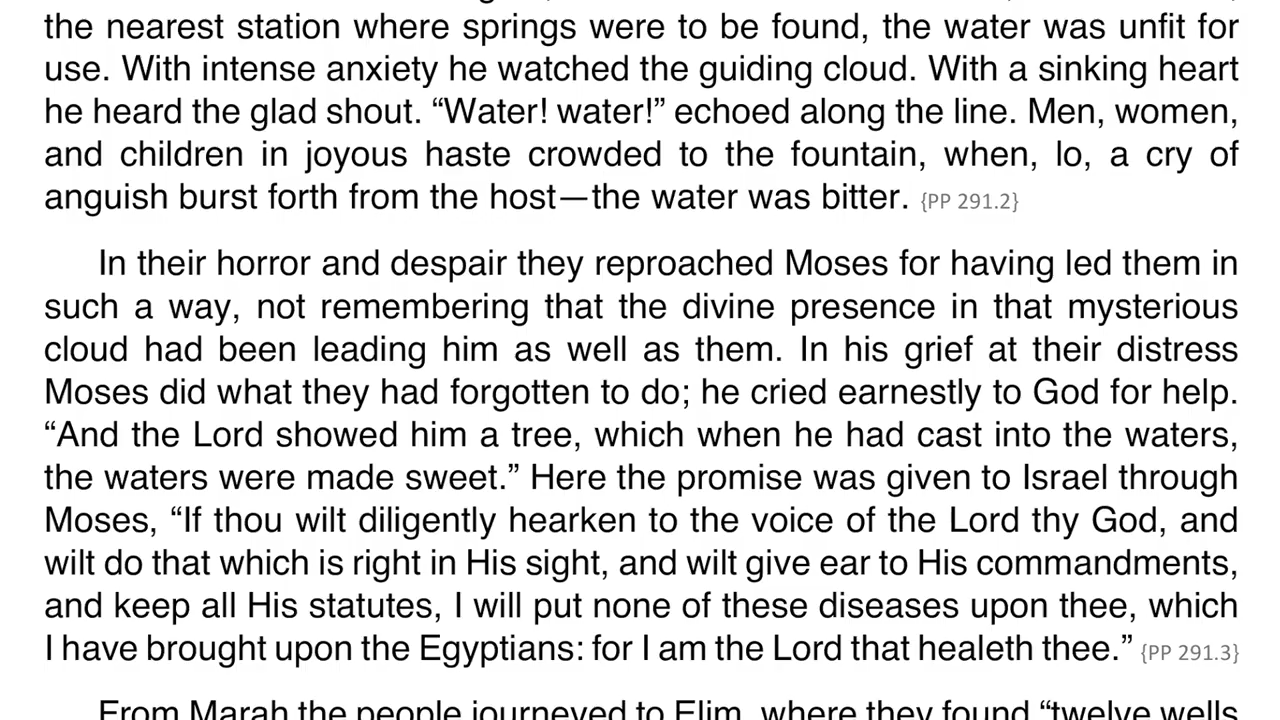 the nearest station where springs were to be found, the water was unfit for
use. With intense anxiety he watched the guiding cloud. With a sinking heart
he heard the glad shout. “Water! water!” echoed along the line. Men, women,
and children in joyous haste crowded to the fountain, when, lo, a cry of
anguish burst forth from the host—the water was bitter. {PP 291.2}
In their horror and despair they reproached Moses for having led them in
such a way, not remembering that the divine presence in that mysterious
cloud had been leading him as well as them. In his grief at their distress
Moses did what they had forgotten to do; he cried earnestly to God for help.
“And the Lord showed him a tree, which when he had cast into the waters,
the waters were made sweet.” Here the promise was given to Israel through
Moses, “If thou wilt diligently hearken to the voice of the Lord thy God, and
wilt do that which is right in His sight, and wilt give ear to His commandments,
and keep all His statutes, I will put none of these diseases upon thee, which
I have brought upon the Egyptians: for I am the Lord that healeth thee.” {PP 291.3}
From Marah the people journeyed to Elim, where they found “twelve wells